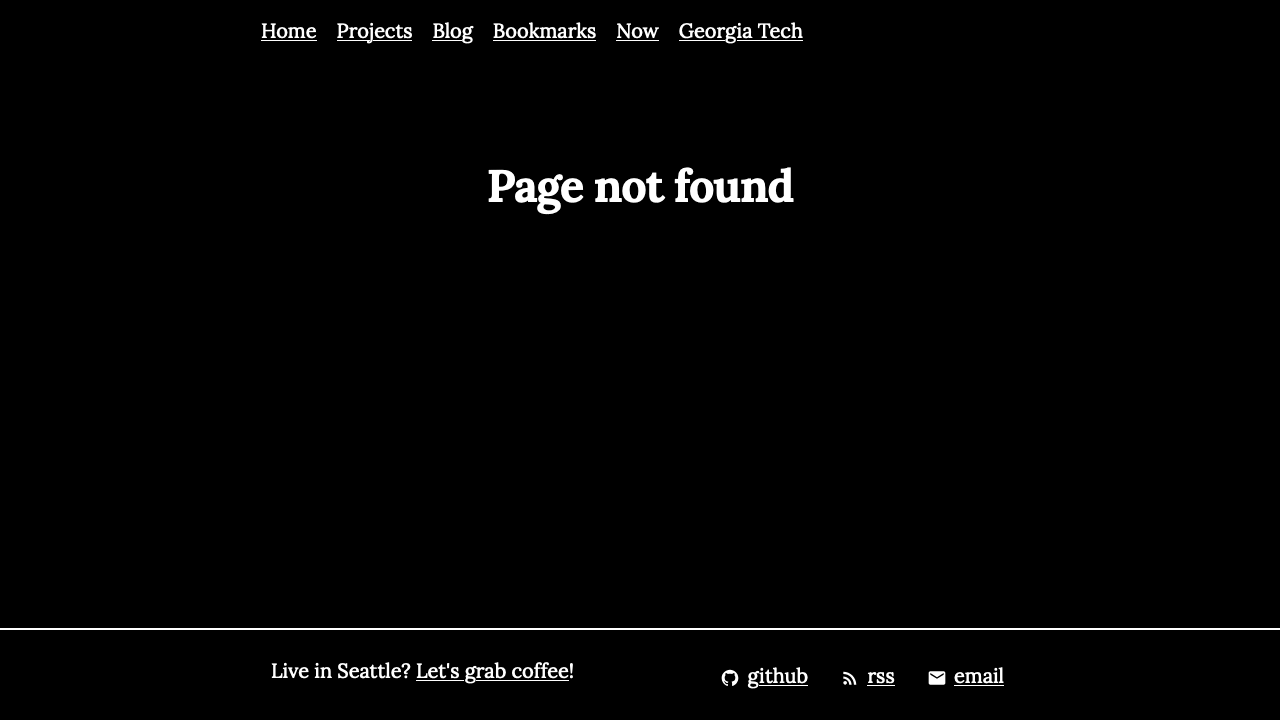 Home Projects Blog Bookmarks Now Georgia Tech
Page not found
Live in Seattle? Let's grab coffee!
github rss email